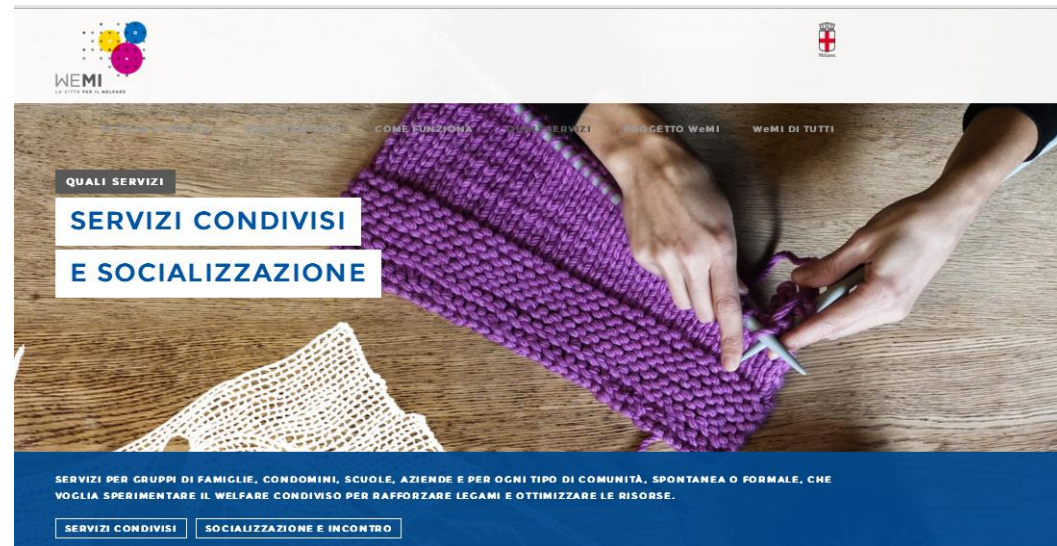 WEMI
LA CITTÀ PER IL WELFARE
Milano
COME FUNZIONA QUALI SERVIZI PROGETTO WeMI WeMI DI TUTTI
QUALI SERVIZI
SERVIZI CONDIVISI
E SOCIALIZZAZIONE
SERVIZI PER GRUPPI DI FAMIGLIE, CONDOMINI, SCUOLE, AZIENDE E PER OGNI TIPO DI COMUNITÀ, SPONTANEA O FORMALE, CHE
VOGLIA SPERIMENTARE IL WELFARE CONDIVISO PER RAFFORZARE LEGAMI E OTTIMIZZARE LE RISORSE.
SERVIZI CONDIVISI SOCIALIZZAZIONE E INCONTRO